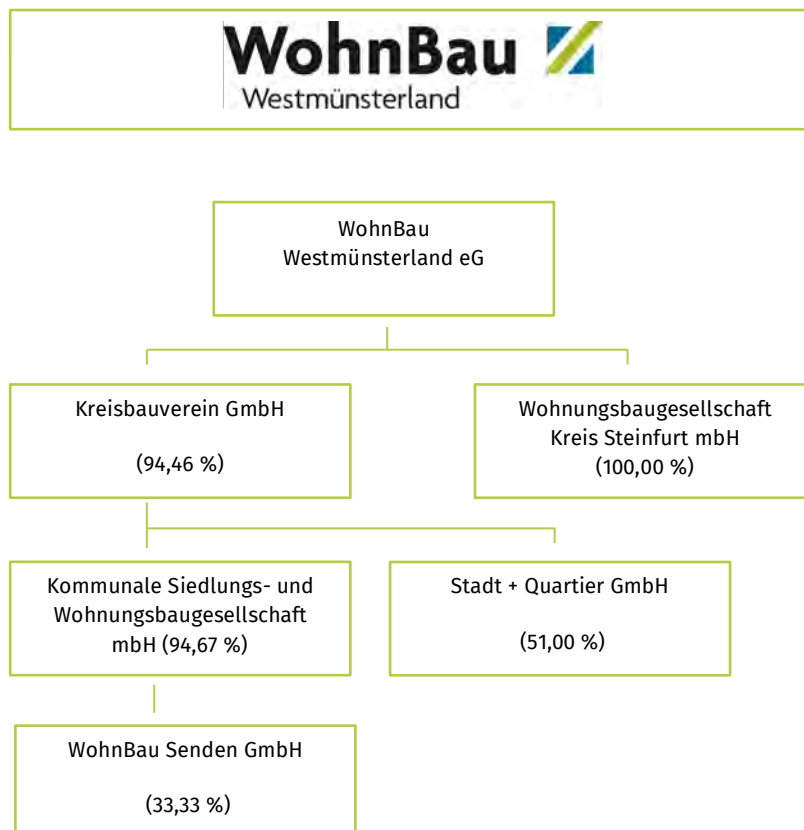 WohnBau
Westmünsterland
WohnBau
Westmünsterland eG
Kreisbauverein GmbH
(94,46 %)
Wohnungsbaugesellschaft
Kreis Steinfurt mbH
(100,00 %)
Kommunale Siedlungs- und
Wohnungsbaugesellschaft
mbH (94,67 %)
Stadt + Quartier GmbH
(51,00 %)
WohnBau Senden GmbH
(33,33 %)